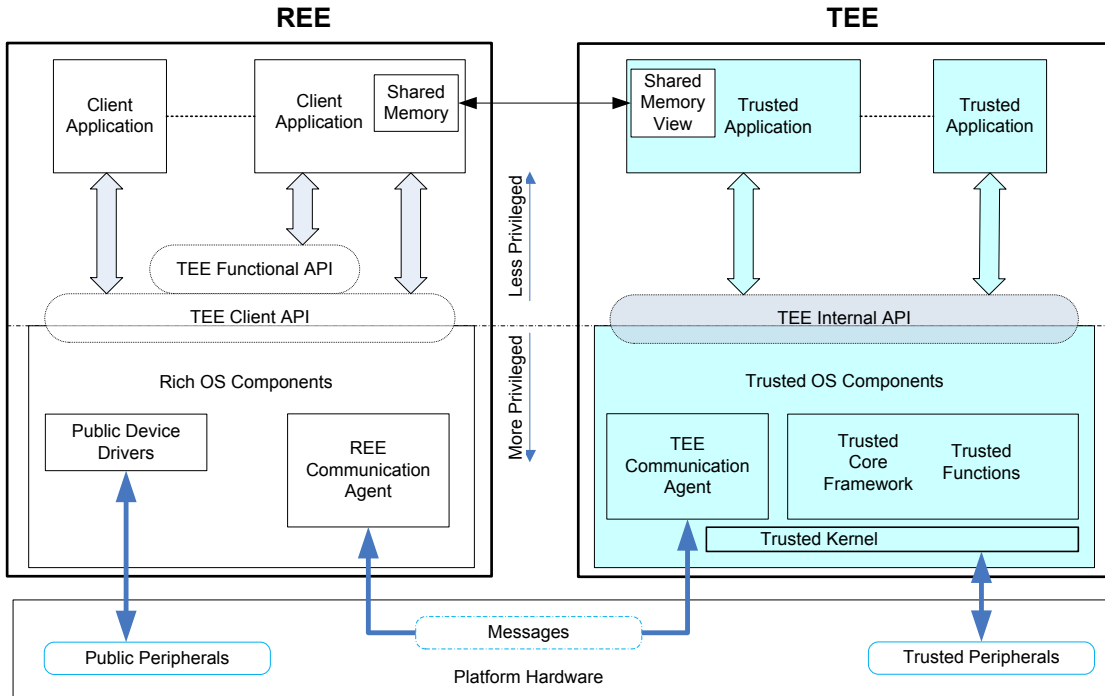 REE
TEE
Client
Application
Client
Application
Shared
Memory
Shared
Memory
View
Trusted
Application
Trusted
Application
Less Privileged
TEE Functional API
TEE Client API
TEE Internal API
More Privileged
Rich OS Components
Trusted OS Components
Public Device
Drivers
REE
Communication
Agent
TEE
Communication
Agent
Trusted
Core
Framework
Trusted
Functions
Trusted Kernel
Messages
Public Peripherals
Trusted Peripherals
Platform Hardware